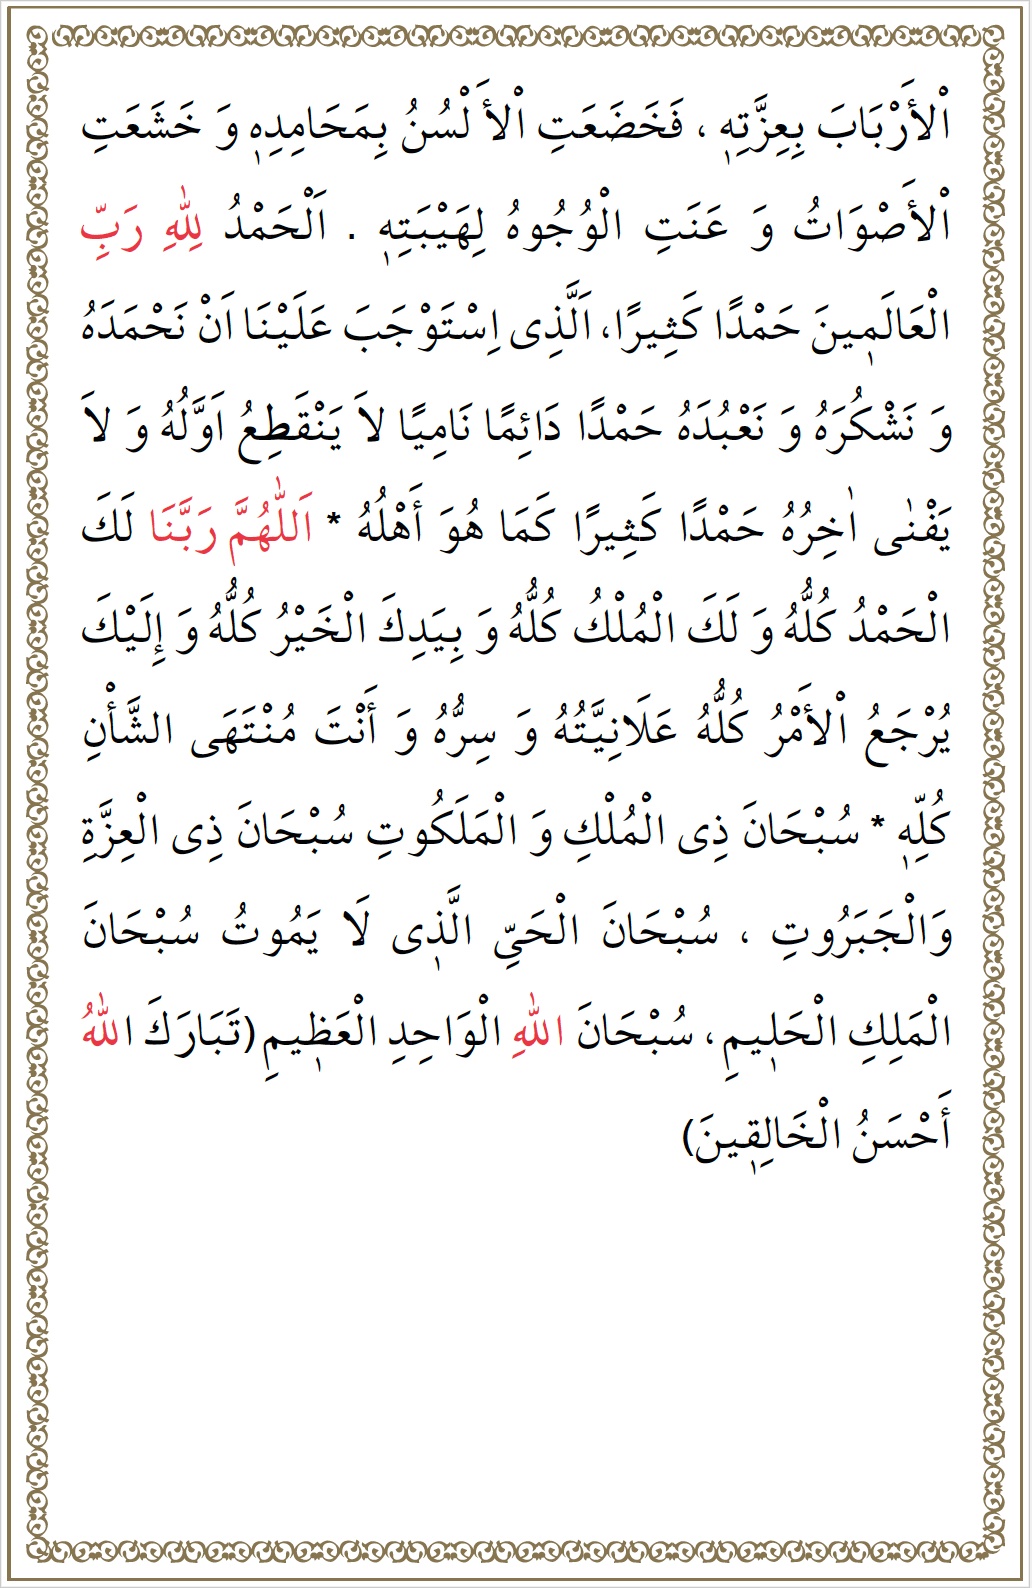 اْلأَرْبَابَ بِعِزَّتِهٖ ، فَخَضَعَتِ اْلأَلْسُنُ بِمَحَامِدِهٖ وَ خَشَعَتِ
اْلأَصْوَاتُ وَ عَنَتِ الْوُجُوهُ لِهَيْبَتِهٖ . اَلْحَمْدُ لِلّٰهِ رَبِّ
الْعَالَمٖينَ حَمْدًا كَثِيرًا، اَلَّذِى اِسْتَوْجَبَ عَلَيْنَا اَنْ نَحْمَدَهُ
وَ نَشْكُرَهُ وَ نَعْبُدَهُ حَمْدًا دَائِمًا نَامِيًا لاَ يَنْقَطِعُ اَوَّلُهُ وَ لاَ
يَفْنٰى اٰخِرُهُ حَمْدًا كَثِيرًا كَمَا هُوَ أَهْلُهُ * اَللّٰهُمَّ رَبَّنَا لَكَ
الْحَمْدُ كُلُّهُ وَ لَكَ الْمُلْكُ كُلُّهُ وَ بِيَدِكَ الْخَيْرُ كُلُّهُ وَ إِلَيْكَ
يُرْجَعُ اْلأَمْرُ كُلُّهُ عَلَانِيَّتُهُ وَ سِرُّهُ وَ أَنْتَ مُنْتَهَى الشَّأْنِ
كُلِّهٖ * سُبْحَانَ ذِى الْمُلْكِ وَ الْمَلَكُوتِ سُبْحَانَ ذِى الْعِزَّةِ
وَالْجَبَرُوتِ ، سُبْحَانَ الْحَيِّ الَّذٖى لَا يَمُوتُ سُبْحَانَ
الْمَلِكِ الْحَلٖيمِ، سُبْحَانَ اللّٰهِ الْوَاحِدِ الْعَظٖيمِ (تَبَارَكَ اللّٰهُ
أَحْسَنُ الْخَالِقٖينَ)